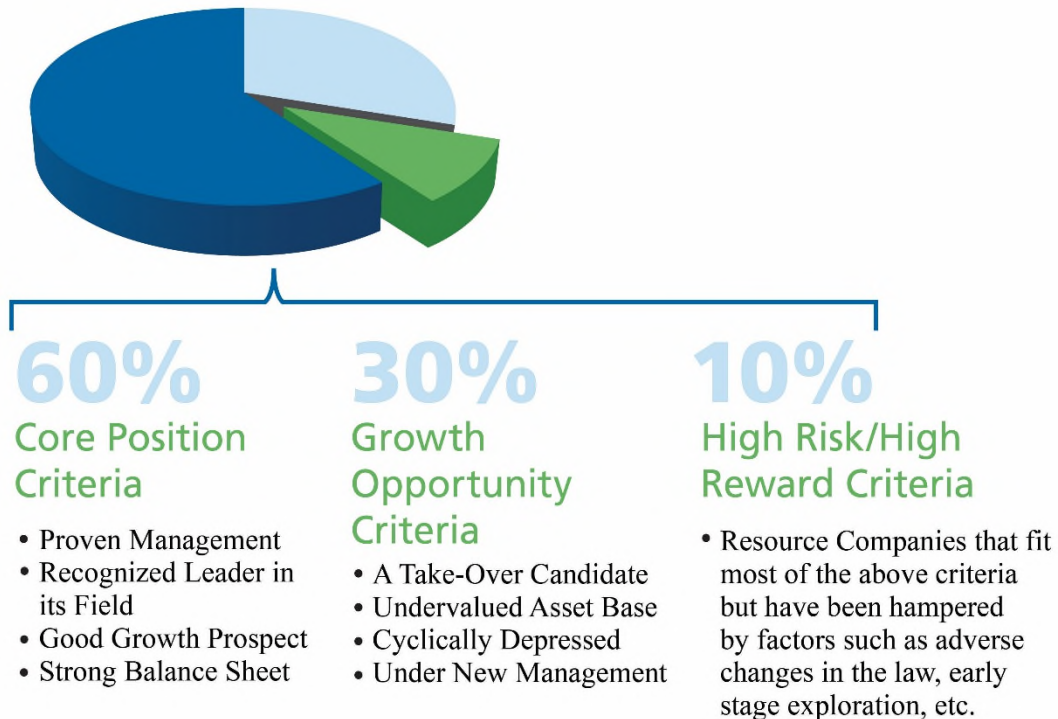 60%
Core Position
Criteria
• Proven Management
• Recognized Leader in
its Field
• Good Growth Prospect
• Strong Balance Sheet
30%
Growth
Opportunity
Criteria
• A Take-Over Candidate
• Undervalued Asset Base
• Cyclically Depressed
• Under New Management
10%
High Risk/High
Reward Criteria
• Resource Companies that fit
most of the above criteria
but have been hampered
by factors such as adverse
changes in the law, early
stage exploration, etc.